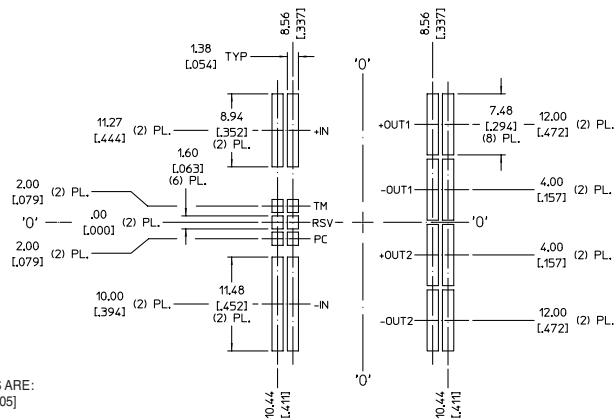 8.56
[.337]
8.56
[.337]
1.38
[.054]
TYP
'0'
'0'
11.27
[.444]
(2) PL.
8.94
[.352]
(2) PL.
+IN
+OUT1
7.48
[.294]
(8) PL.
12.00
[.472]
(2) PL.
1.60
[.063]
(6) PL.
2.00
[.079]
(2) PL.
TM
-OUT1
4.00
[.157]
(2) PL.
'0'
.00
[.000]
(2) PL.
RSV
'0'
2.00
[.079]
(2) PL.
PC
+OUT2
4.00
[.157]
(2) PL.
10.00
[.394]
(2) PL.
11.48
[.452]
(2) PL.
-IN
-OUT2
12.00
[.472]
(2) PL.
'0'
'0'
S ARE:
05]
10.44
[.411]
10.44
[.411]